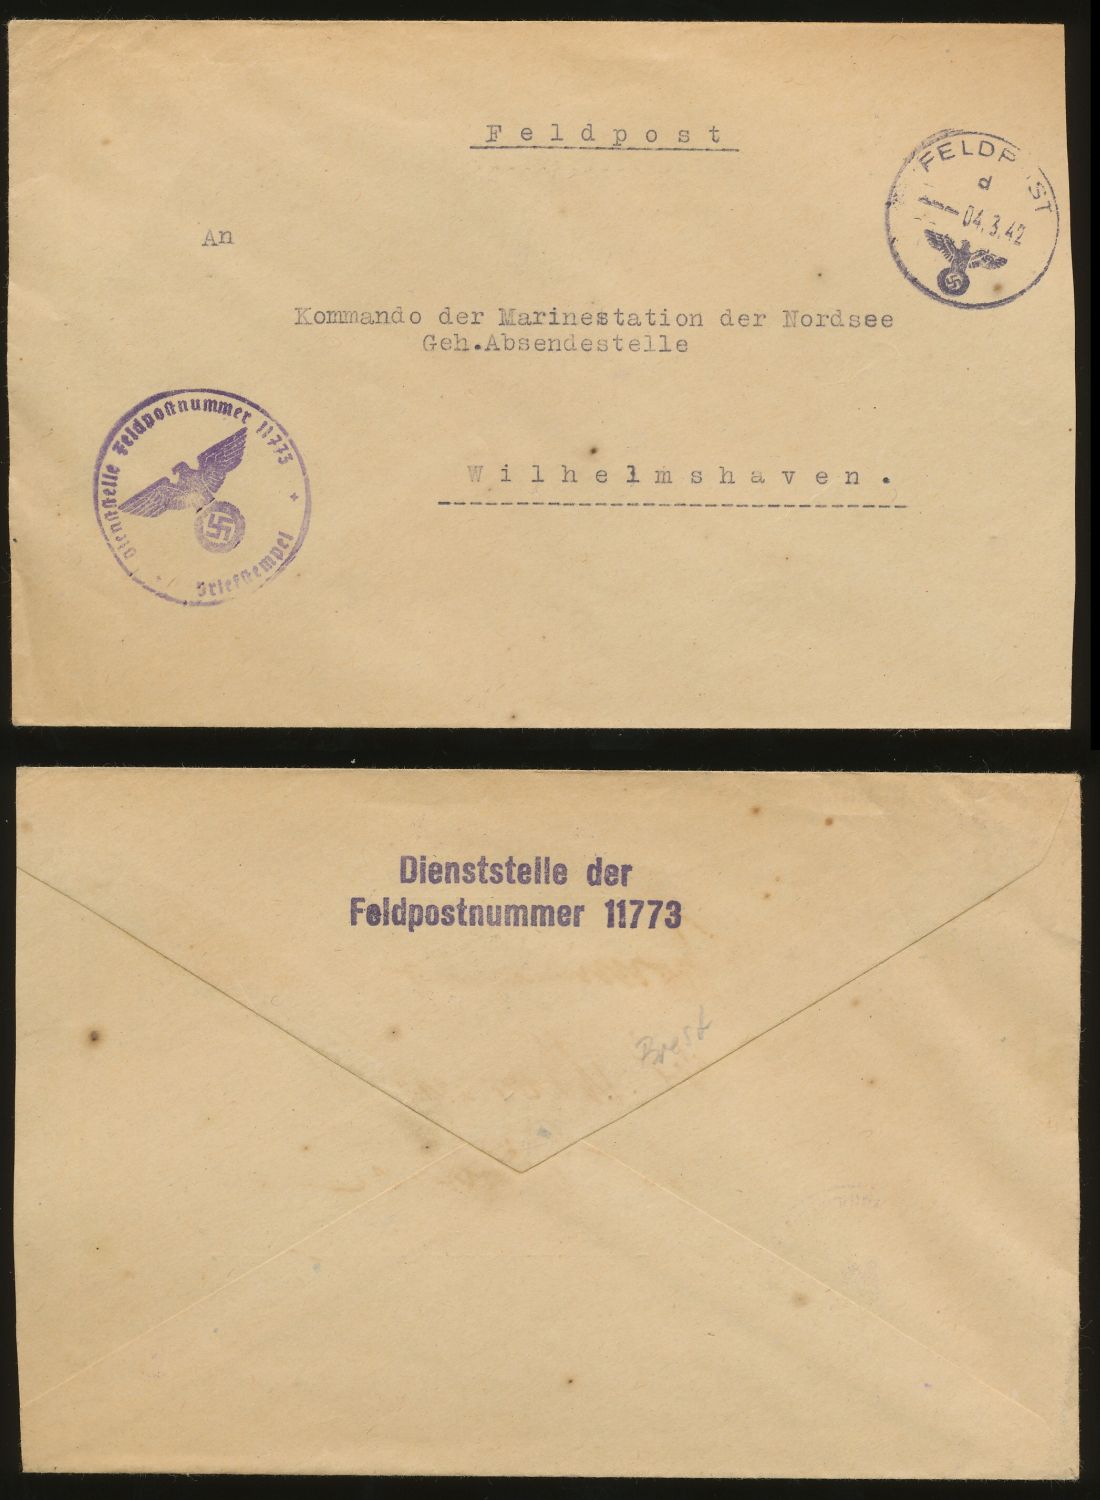 Feldpost
FELDPOST
d
04.3.42
An
Kommando der Marinestation der Nordsee
Geh.Absendestelle
Dienststelle Feldpostnummer 11773
Briefstempel
Wilhelmshaven.
Dienststelle der
Feldpostnummer 11773
Brest